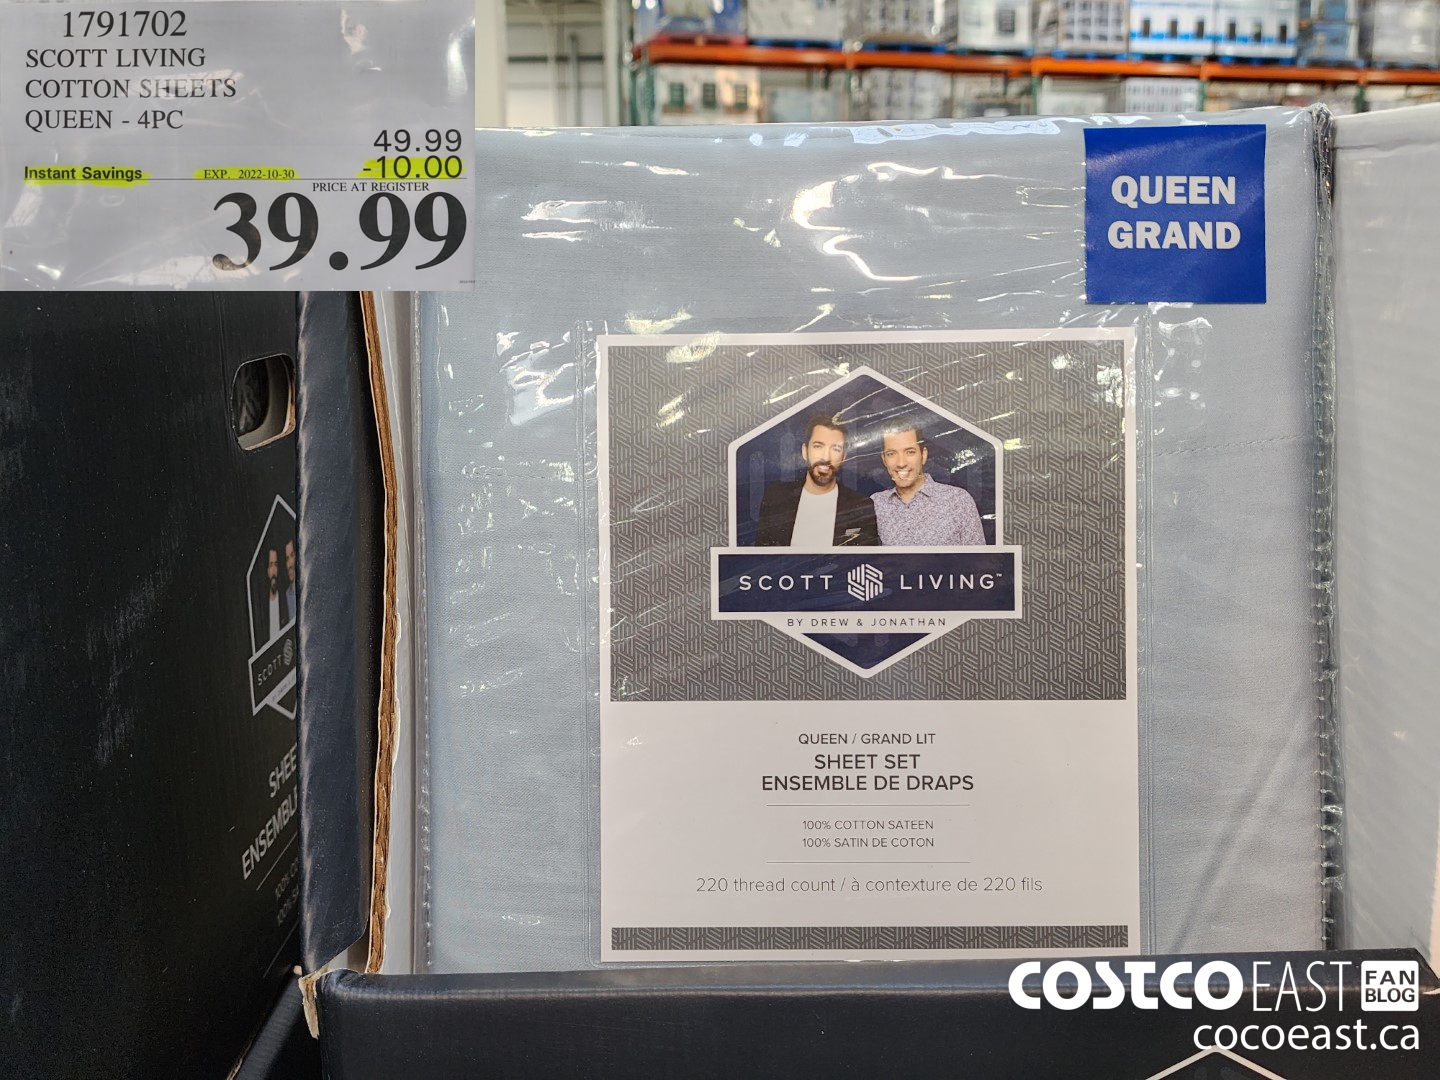 1791702
SCOTT LIVING
COTTON SHEETS
QUEEN - 4PC
49.99
Instant Savings EXP. 2022-10-30 -10.00
PRICE AT REGISTER
39.99
QUEEN
GRAND
SCOTT LIVING™
BY DREW & JONATHAN
QUEEN / GRAND LIT
SHEET SET
ENSEMBLE DE DRAPS
100% COTTON SATEEN
100% SATIN DE COTON
220 thread count / à contexture de 220 fils
SCOTT
SHEE
ENSEMBL
COSTCO EAST FAN BLOG
cocoeast.ca